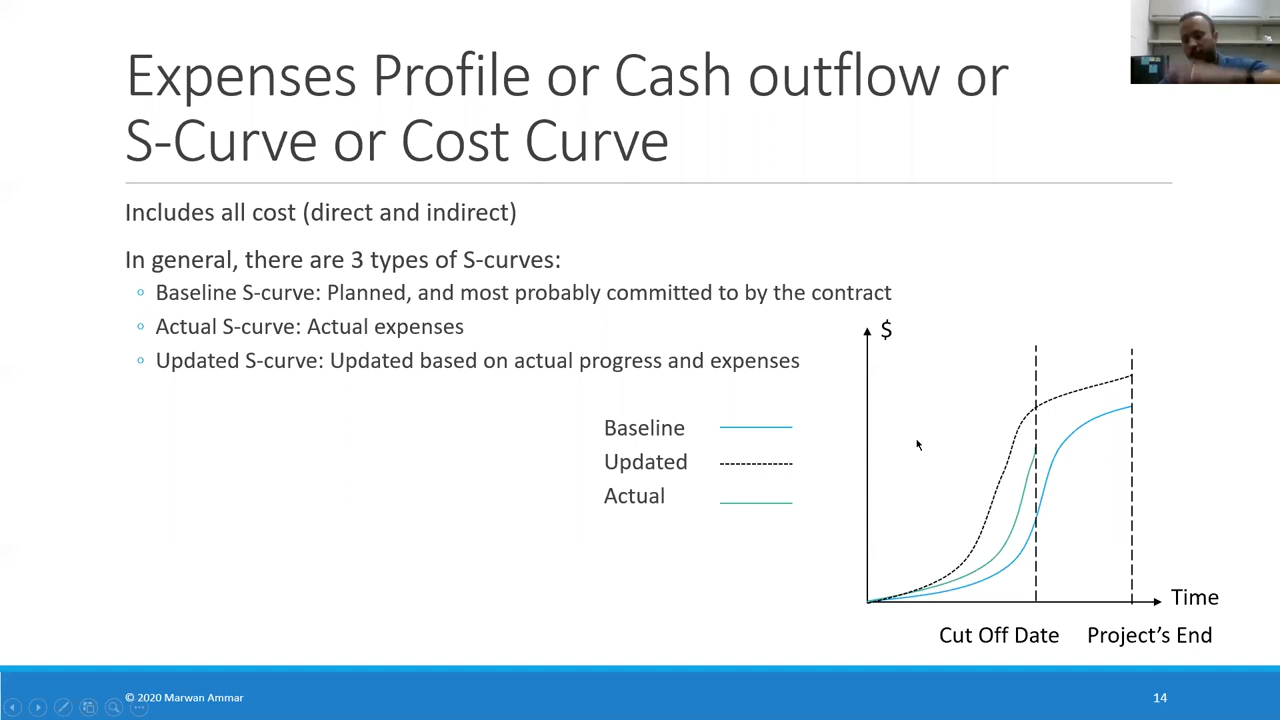 Expenses Profile or Cash outflow or
S-Curve or Cost Curve
Includes all cost (direct and indirect)
In general, there are 3 types of S-curves:
Baseline S-curve: Planned, and most probably committed to by the contract
Actual S-curve: Actual expenses
Updated S-curve: Updated based on actual progress and expenses
Baseline
Updated
Actual
$
Time
Cut Off Date
Project's End
© 2020 Marwan Ammar
14